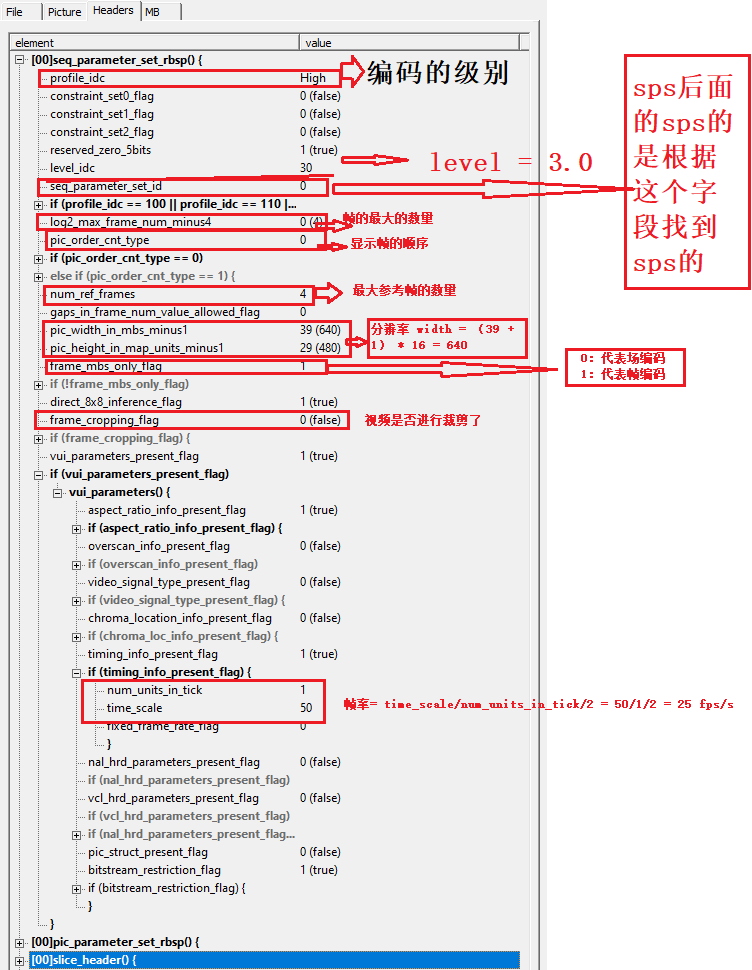 File Picture Headers MB
element value
[00]seq_parameter_set_rbsp() {
profile_idc High
编码的级别
constraint_set0_flag 0 (false)
constraint_set1_flag 0 (false)
constraint_set2_flag 0 (false)
reserved_zero_5bits 1 (true)
level_idc 30
level = 3.0
seq_parameter_set_id 0
sps后面
的sps的
是根据
这个字
段找到
sps的
if (profile_idc == 100 || profile_idc == 110 |...
log2_max_frame_num_minus4 0 (4)
帧的最大的数量
pic_order_cnt_type 0
显示帧的顺序
if (pic_order_cnt_type == 0)
else if (pic_order_cnt_type == 1) {
num_ref_frames 4
最大参考帧的数量
gaps_in_frame_num_value_allowed_flag 0
pic_width_in_mbs_minus1 39 (640)
pic_height_in_map_units_minus1 29 (480)
分辨率 width = （39 +
1） * 16 = 640
frame_mbs_only_flag 1
0: 代表场编码
1: 代表帧编码
if (!frame_mbs_only_flag)
direct_8x8_inference_flag 1 (true)
frame_cropping_flag 0 (false)
视频是否进行裁剪了
if (frame_cropping_flag) {
vui_parameters_present_flag 1 (true)
if (vui_parameters_present_flag)
vui_parameters() {
aspect_ratio_info_present_flag 1 (true)
if (aspect_ratio_info_present_flag) {
overscan_info_present_flag 0 (false)
if (overscan_info_present_flag)
video_signal_type_present_flag 0 (false)
if (video_signal_type_present_flag) {
chroma_location_info_present_flag 0 (false)
if (chroma_loc_info_present_flag) {
timing_info_present_flag 1 (true)
if (timing_info_present_flag) {
num_units_in_tick 1
time_scale 50
帧率= time_scale/num_units_in_tick/2 = 50/1/2 = 25 fps/s
fixed_frame_rate_flag 0
}
nal_hrd_parameters_present_flag 0 (false)
if (nal_hrd_parameters_present_flag)
vcl_hrd_parameters_present_flag 0 (false)
if (vcl_hrd_parameters_present_flag)
if (nal_hrd_parameters_present_flag...
pic_struct_present_flag 0 (false)
bitstream_restriction_flag 1 (true)
if (bitstream_restriction_flag) {
}
}
[00]pic_parameter_set_rbsp() {
[00]slice_header() {